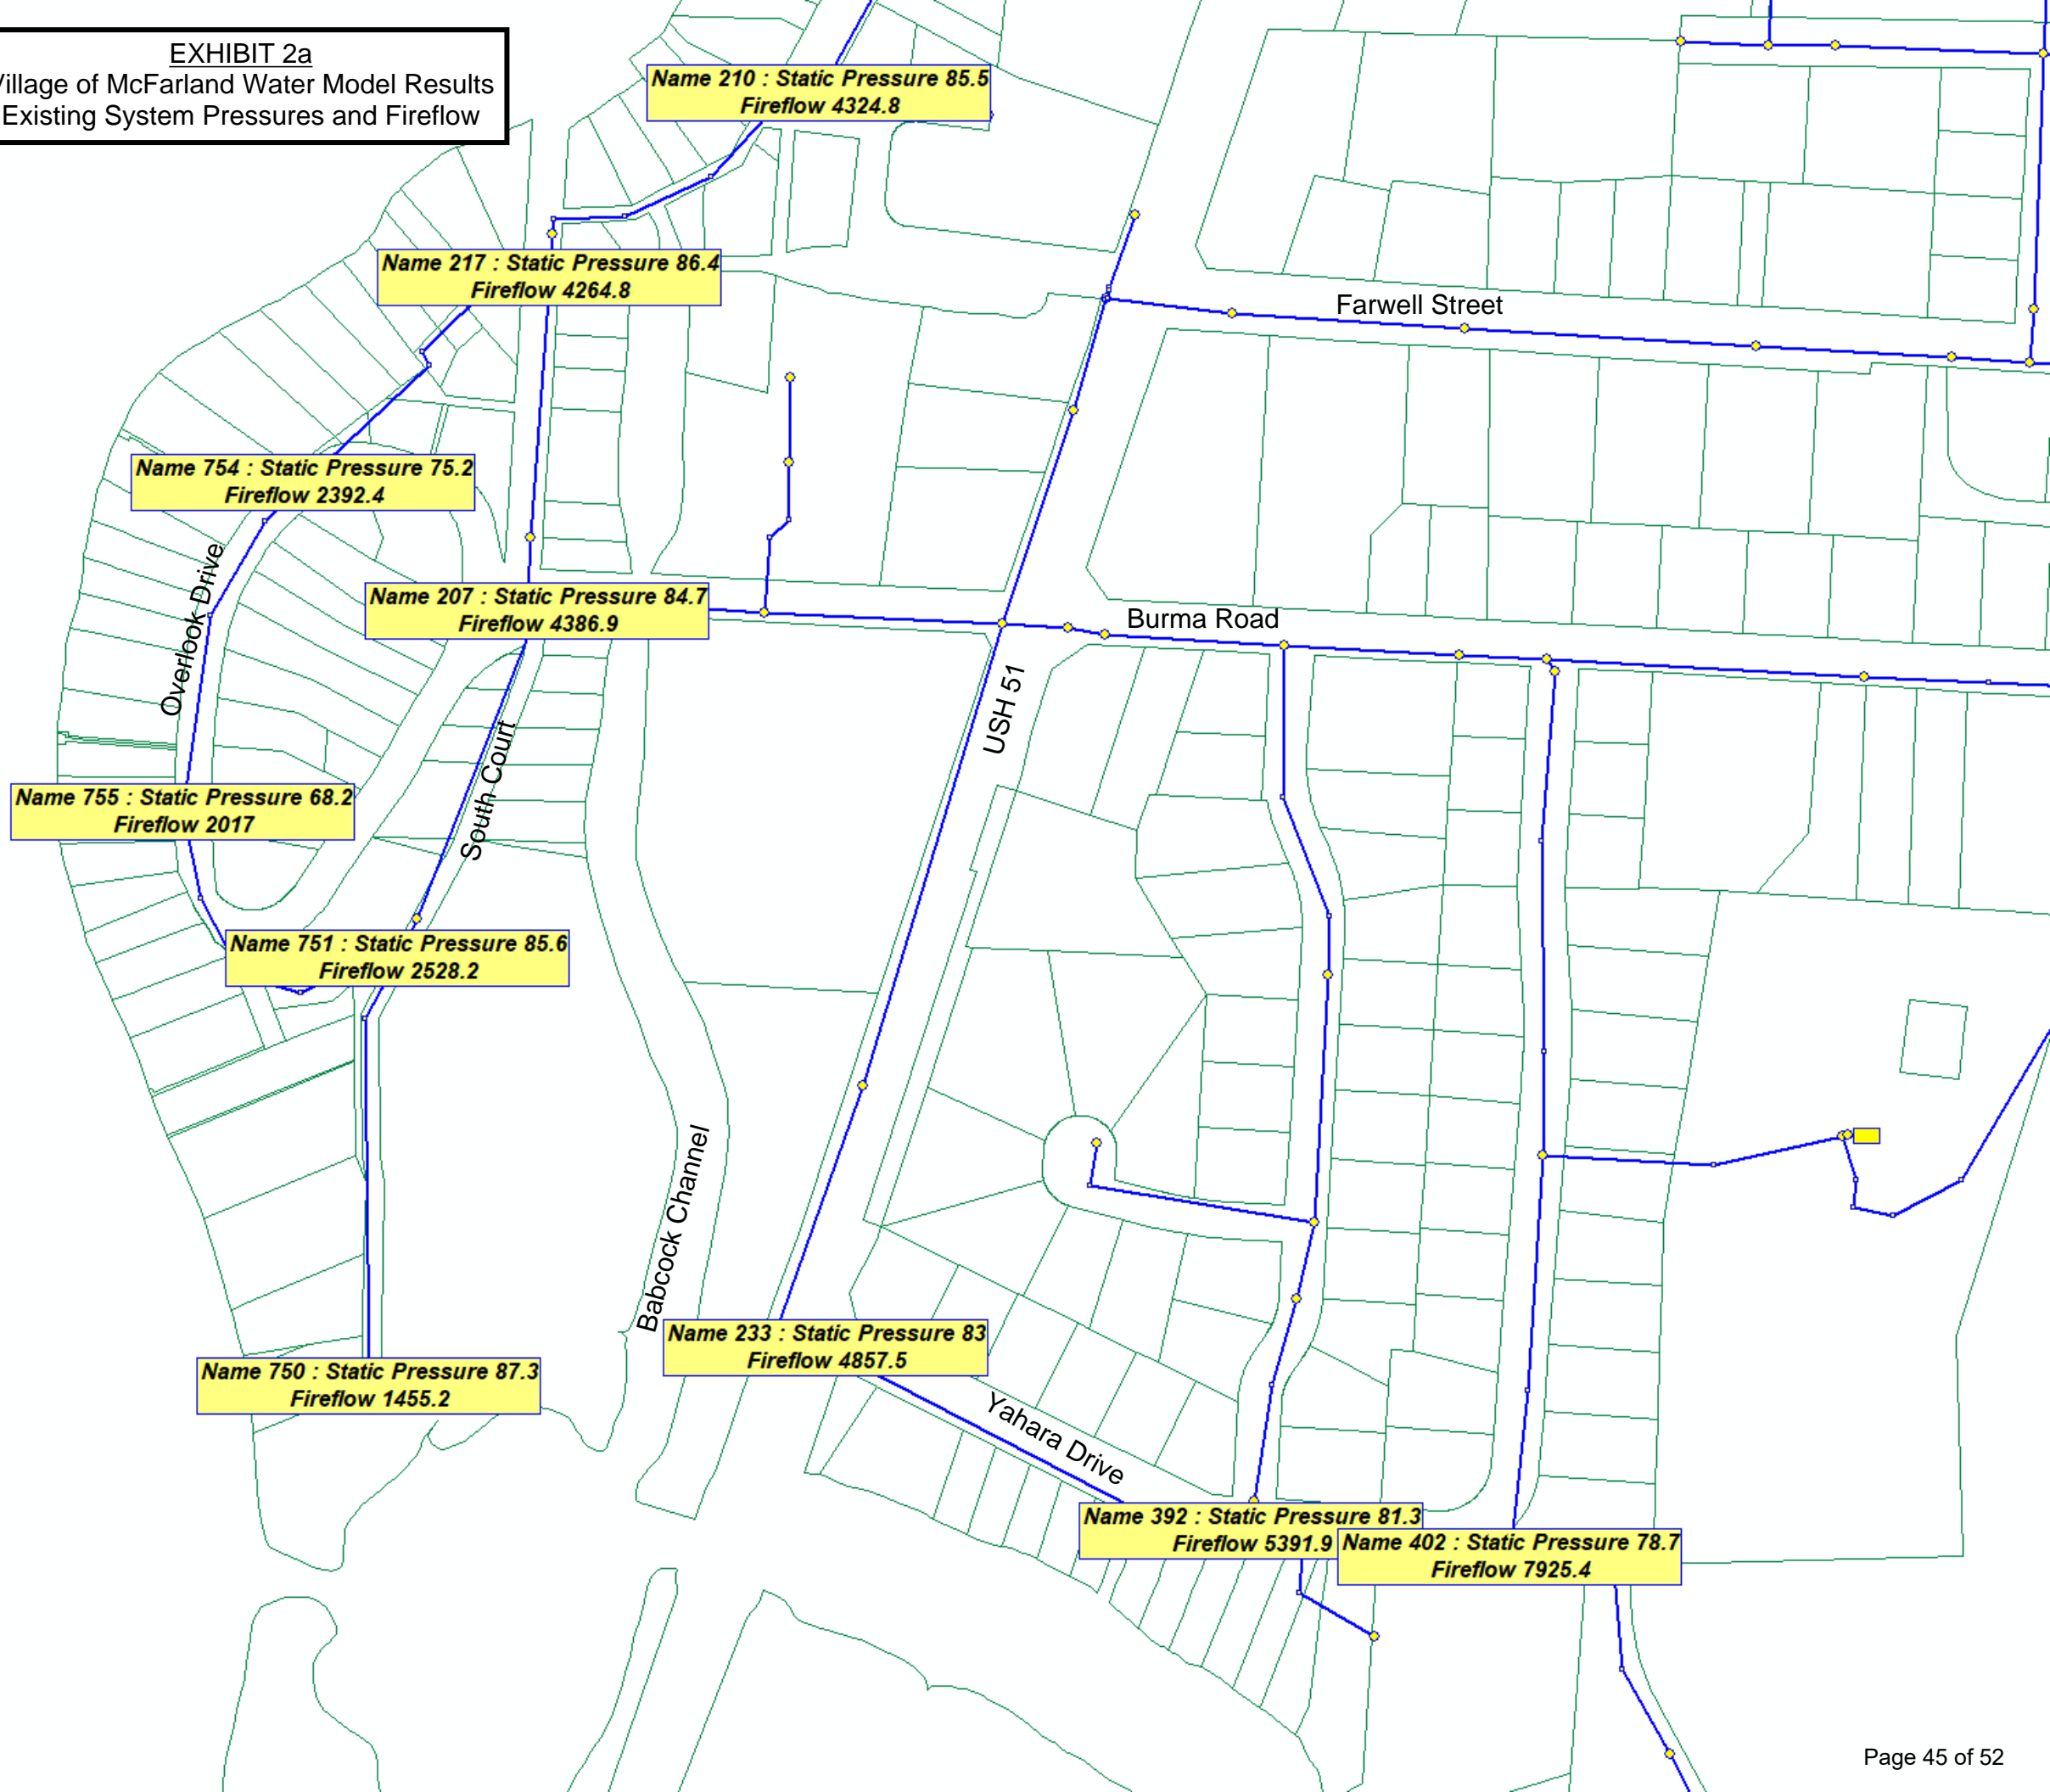 EXHIBIT 2a
Village of McFarland Water Model Results
Existing System Pressures and Fireflow
Name 210 : Static Pressure 85.5
Fireflow 4324.8
Name 217 : Static Pressure 86.4
Fireflow 4264.8
Farwell Street
Name 754 : Static Pressure 75.2
Fireflow 2392.4
Overlook Drive
Name 207 : Static Pressure 84.7
Fireflow 4386.9
Burma Road
USH 51
South Court
Name 755 : Static Pressure 68.2
Fireflow 2017
Name 751 : Static Pressure 85.6
Fireflow 2528.2
Babcock Channel
Name 233 : Static Pressure 83
Fireflow 4857.5
Name 750 : Static Pressure 87.3
Fireflow 1455.2
Yahara Drive
Name 392 : Static Pressure 81.3
Fireflow 5391.9
Name 402 : Static Pressure 78.7
Fireflow 7925.4
Page 45 of 52